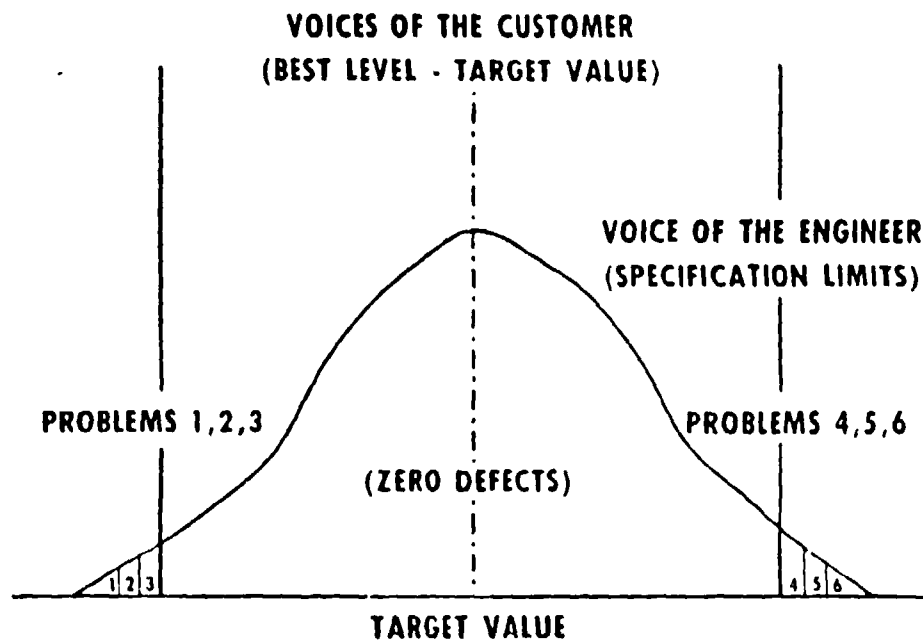 VOICES OF THE CUSTOMER
(BEST LEVEL - TARGET VALUE)
VOICE OF THE ENGINEER
(SPECIFICATION LIMITS)
PROBLEMS 1,2,3
PROBLEMS 4,5,6
(ZERO DEFECTS)
1 2 3
4 5 6
TARGET VALUE